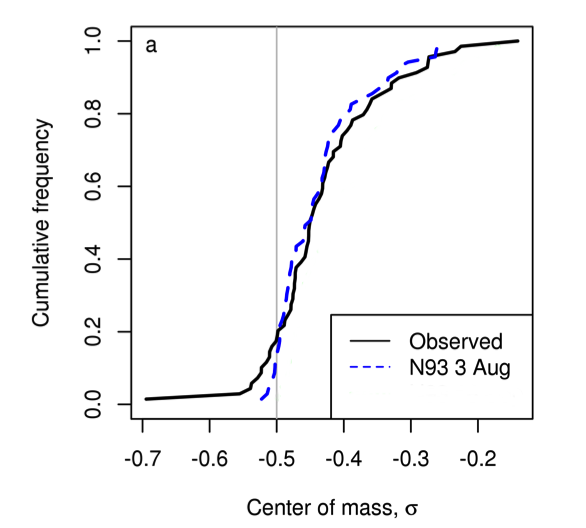 a
Cumulative frequency
1.0
0.8
0.6
0.4
0.2
0.0
Observed
N93 3 Aug
-0.7 -0.6 -0.5 -0.4 -0.3 -0.2
Center of mass, σ